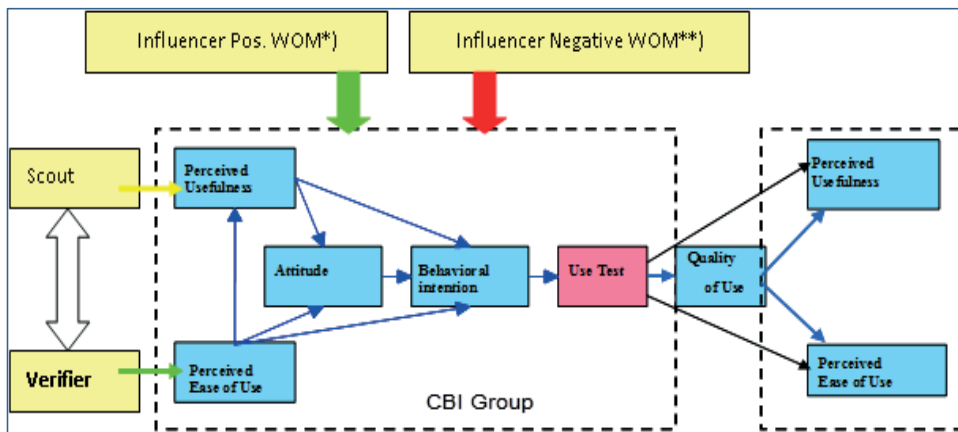 Influencer Pos. WOM*)
Influencer Negative WOM**)
Scout
Perceived
Usefulness
Perceived
Usefulness
Attitude
Behavioral
intention
Use Test
Quality
of Use
Verifier
Perceived
Ease of Use
Perceived
Ease of Use
CBI Group